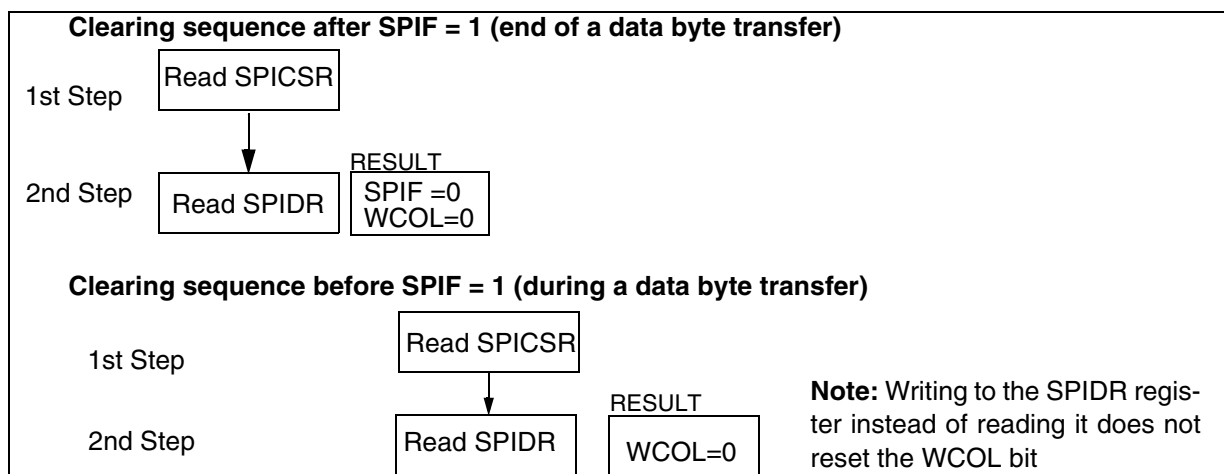 Clearing sequence after SPIF = 1 (end of a data byte transfer)
1st Step
Read SPICSR
2nd Step
Read SPIDR
RESULT
SPIF =0
WCOL=0
Clearing sequence before SPIF = 1 (during a data byte transfer)
1st Step
Read SPICSR
2nd Step
Read SPIDR
RESULT
WCOL=0
Note: Writing to the SPIDR regis-
ter instead of reading it does not
reset the WCOL bit